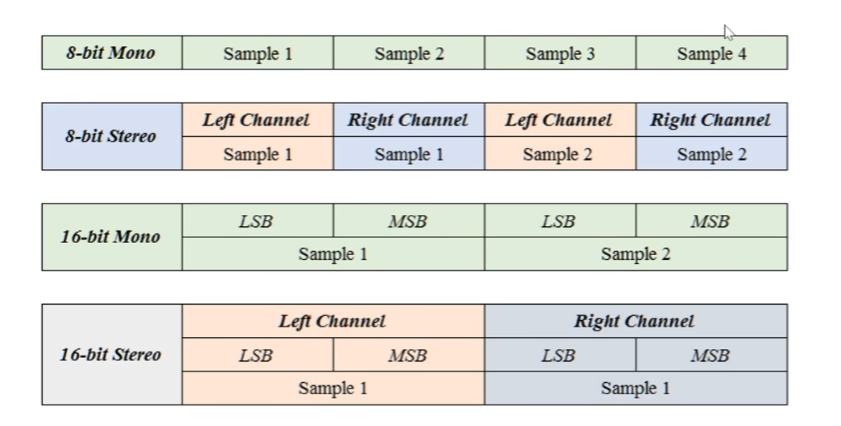 8-bit Mono Sample 1 Sample 2 Sample 3 Sample 4
8-bit Stereo
Left Channel Right Channel Left Channel Right Channel
Sample 1 Sample 1 Sample 2 Sample 2
16-bit Mono
LSB MSB LSB MSB
Sample 1 Sample 2
16-bit Stereo
Left Channel Right Channel
LSB MSB LSB MSB
Sample 1 Sample 1